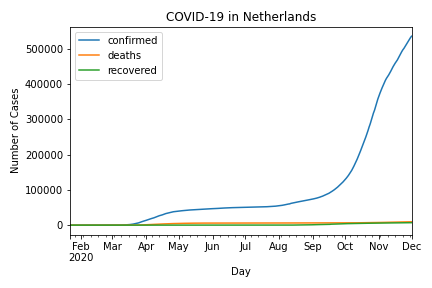 COVID-19 in Netherlands
confirmed
deaths
recovered
Number of Cases
500000
400000
300000
200000
100000
0
Feb Mar Apr May Jun Jul Aug Sep Oct Nov Dec
2020
Day